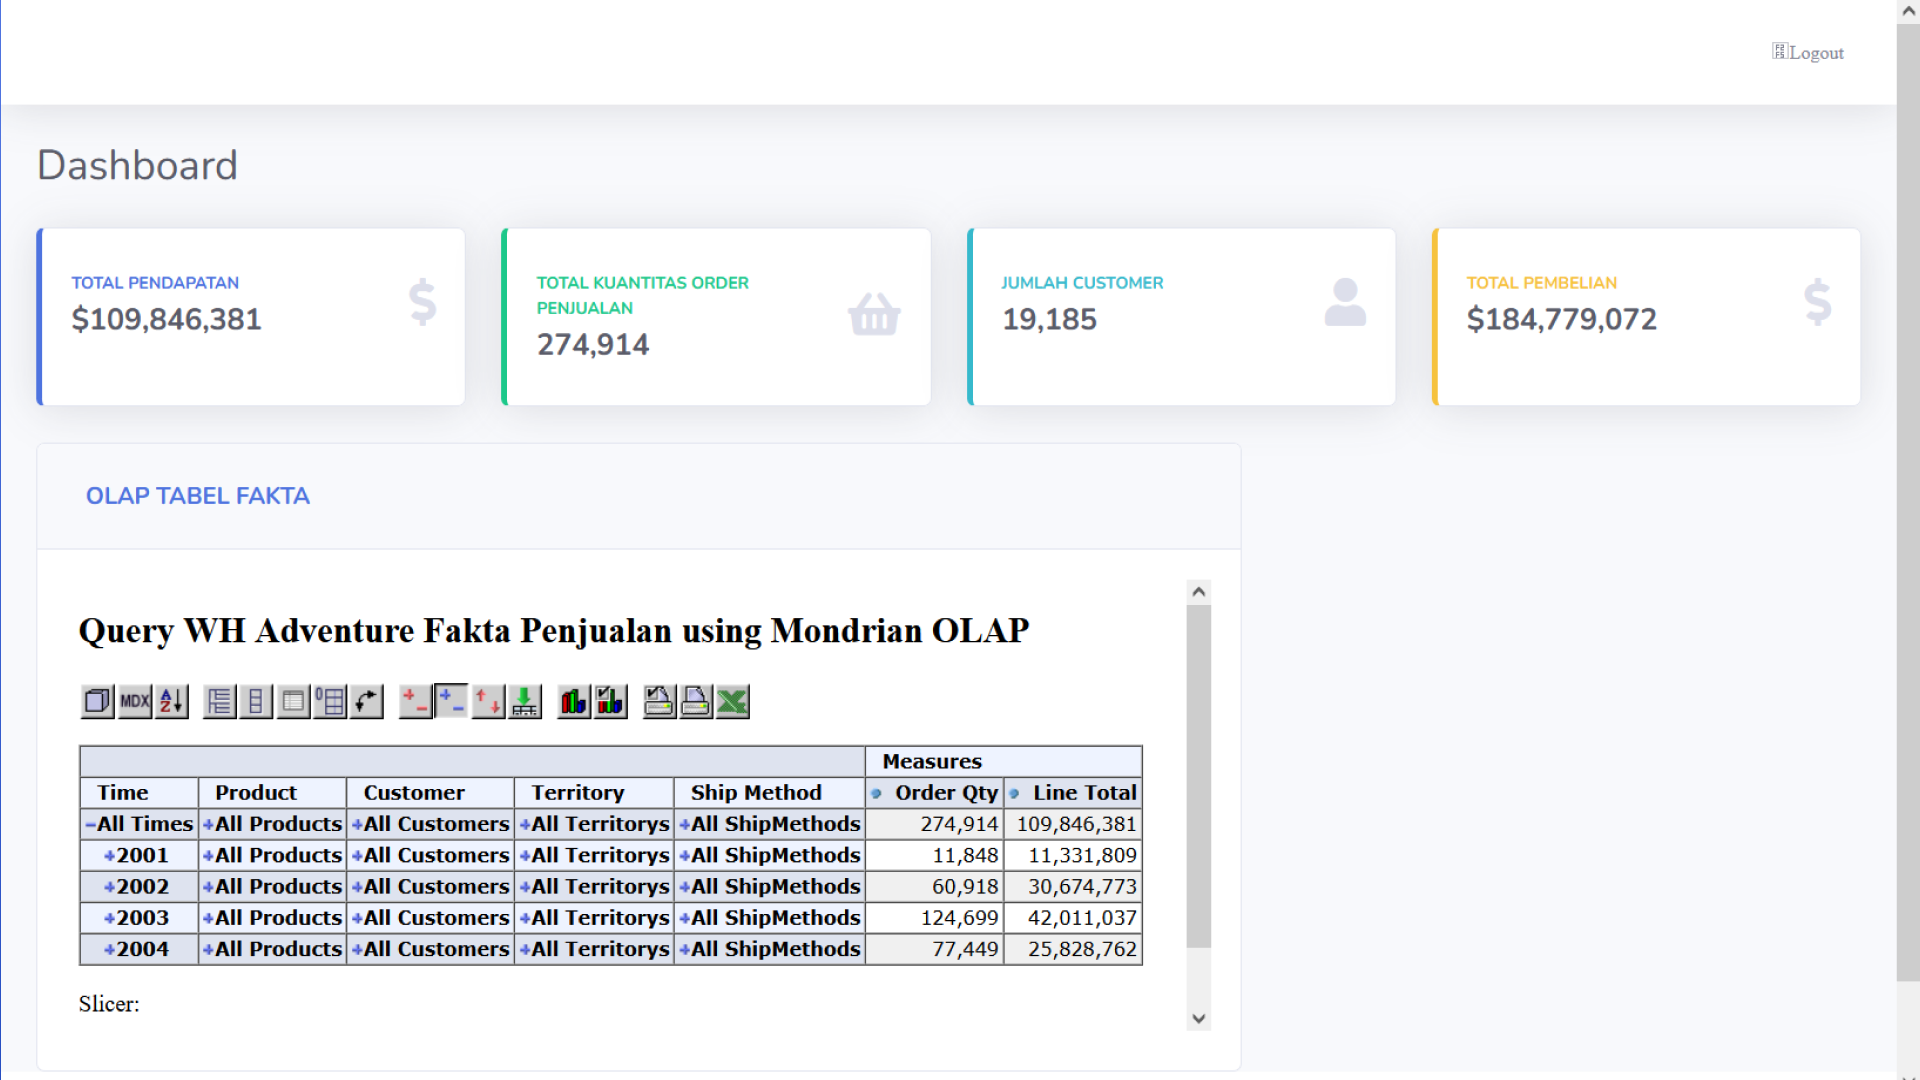 Logout
Dashboard
TOTAL PENDAPATAN
$109,846,381
TOTAL KUANTITAS ORDER
PENJUALAN
274,914
JUMLAH CUSTOMER
19,185
TOTAL PEMBELIAN
$184,779,072
OLAP TABEL FAKTA
Query WH Adventure Fakta Penjualan using Mondrian OLAP
MDX
Measures
Time Product Customer Territory Ship Method Order Qty Line Total
-All Times +All Products +All Customers +All Territorys +All ShipMethods 274,914 109,846,381
+2001 +All Products +All Customers +All Territorys +All ShipMethods 11,848 11,331,809
+2002 +All Products +All Customers +All Territorys +All ShipMethods 60,918 30,674,773
+2003 +All Products +All Customers +All Territorys +All ShipMethods 124,699 42,011,037
+2004 +All Products +All Customers +All Territorys +All ShipMethods 77,449 25,828,762
Slicer: